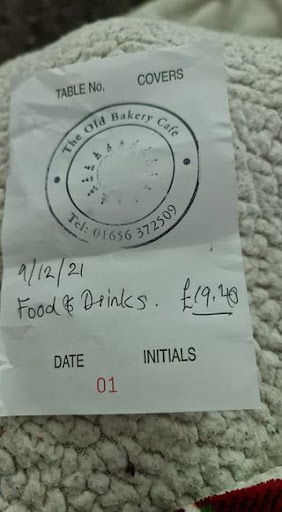 TABLE No. COVERS
The Old Bakery Cafe
Tel: 01656 372509
9/12/21
Food & Drinks. £19.40
DATE INITIALS
01